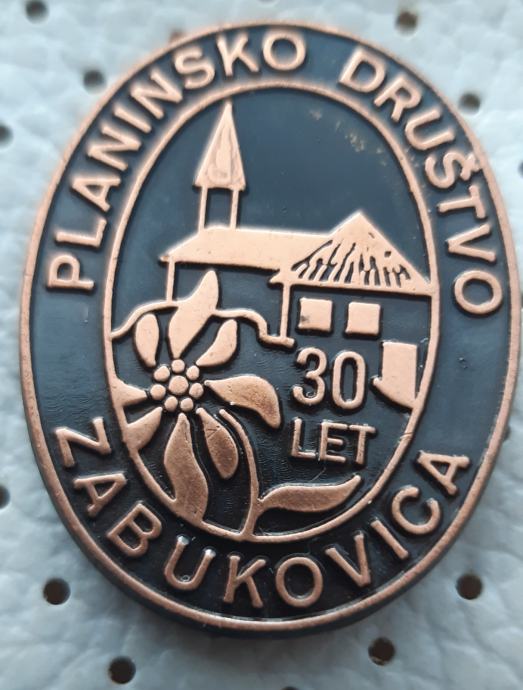 PLANINSKO DRUŠTVO
30
LET
ZABUKOVICA